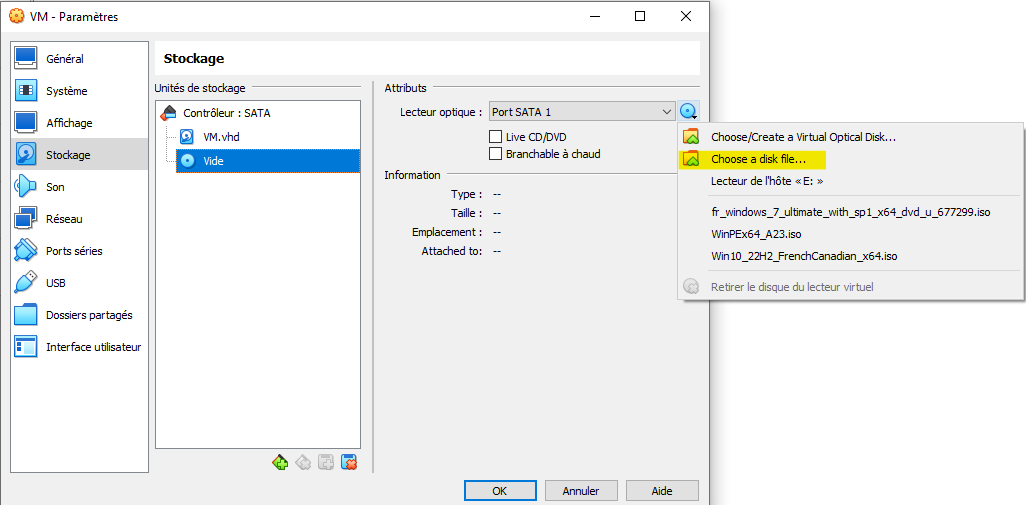 VM - Paramètres
Général
Système
Affichage
Stockage
Son
Réseau
Ports séries
USB
Dossiers partagés
Interface utilisateur
Stockage
Unités de stockage
Contrôleur : SATA
VM.vhd
Vide
Attributs
Lecteur optique : Port SATA 1
Live CD/DVD
Branchable à chaud
Information
Type : --
Taille : --
Emplacement : --
Attached to: --
Choose/Create a Virtual Optical Disk...
Choose a disk file...
Lecteur de l'hôte « E: »
fr_windows_7_ultimate_with_sp1_x64_dvd_u_677299.iso
WinPEx64_A23.iso
Win10_22H2_FrenchCanadian_x64.iso
Retirer le disque du lecteur virtuel
OK
Annuler
Aide